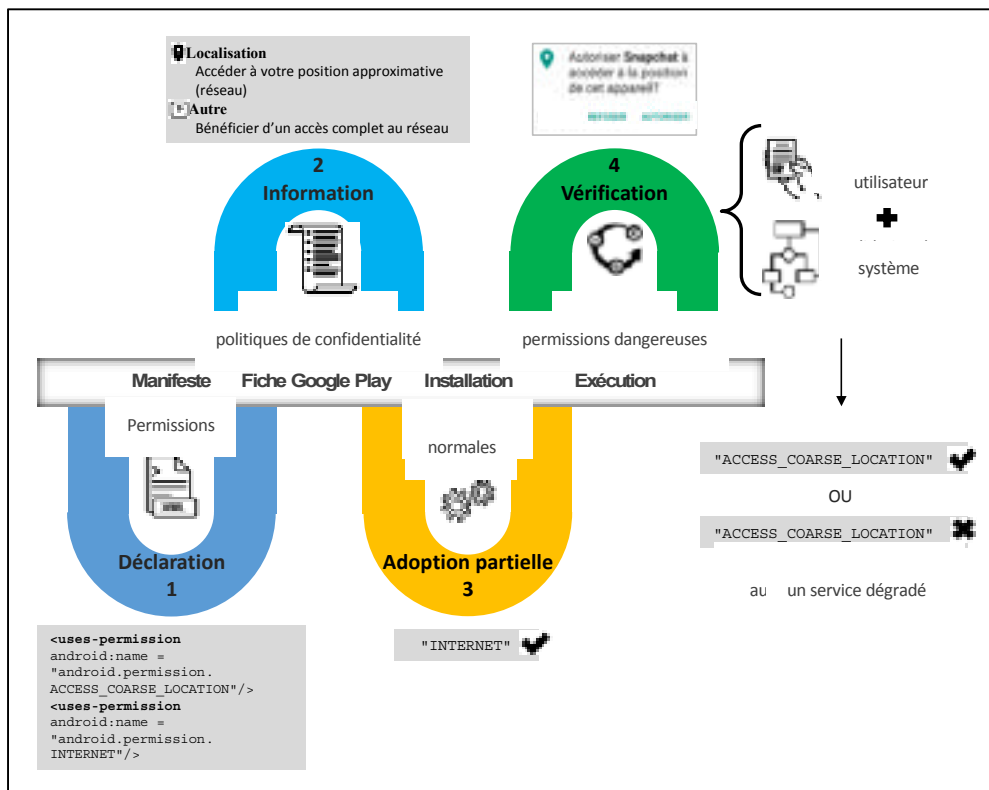 Localisation
Accéder à votre position approximative
(réseau)
Autre
Bénéficier d'un accès complet au réseau
Autoriser Snapchat à
accéder à la position
de cet appareil?
REFUSER AUTORISER
2
Information
4
Vérification
utilisateur
système
politiques de confidentialité
permissions dangereuses
Manifeste Fiche Google Play Installation Exécution
Permissions
normales
Déclaration
1
Adoption partielle
3
"ACCESS_COARSE_LOCATION"
OU
"ACCESS_COARSE_LOCATION"
au un service dégradé
<uses-permission
android:name =
"android.permission.
ACCESS_COARSE_LOCATION"/>
<uses-permission
android:name =
"android.permission.
INTERNET"/>
"INTERNET"